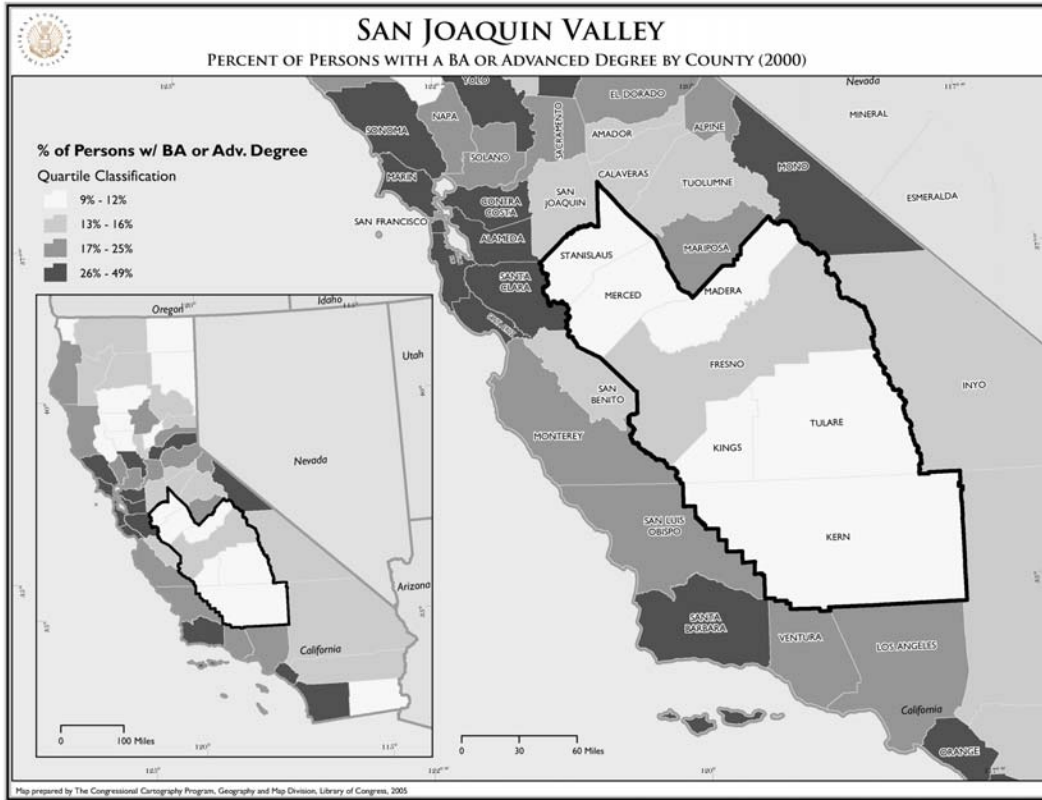 SAN JOAQUIN VALLEY
PERCENT OF PERSONS WITH A BA OR ADVANCED DEGREE BY COUNTY (2000)
% of Persons w/ BA or Adv. Degree
Quartile Classification
9% - 12%
13% - 16%
17% - 25%
26% - 49%
YOLO
NAPA
SONOMA
SOLANO
MARIN
SACRAMENTO
EL DORADO
AMADOR
ALPINE
CALAVERAS
TUOLUMNE
Nevada
MINERAL
MONO
ESMERALDA
CONTRA
COSTA
SAN
JOAQUIN
SAN FRANCISCO
ALAMEDA
STANISLAUS
MARIPOSA
SANTA
CLARA
MERCED
MADERA
FRESNO
INYO
SAN
BENITO
MONTEREY
TULARE
KINGS
SAN LUIS
OBISPO
KERN
SANTA
BARBARA
VENTURA
LOS ANGELES
California
ORANGE
0 30 60 Miles
120°
Oregon
Idaho
Utah
Nevada
Arizona
California
0 100 Miles
120°
115°
Map prepared by The Congressional Cartography Program, Geography and Map Division, Library of Congress, 2005